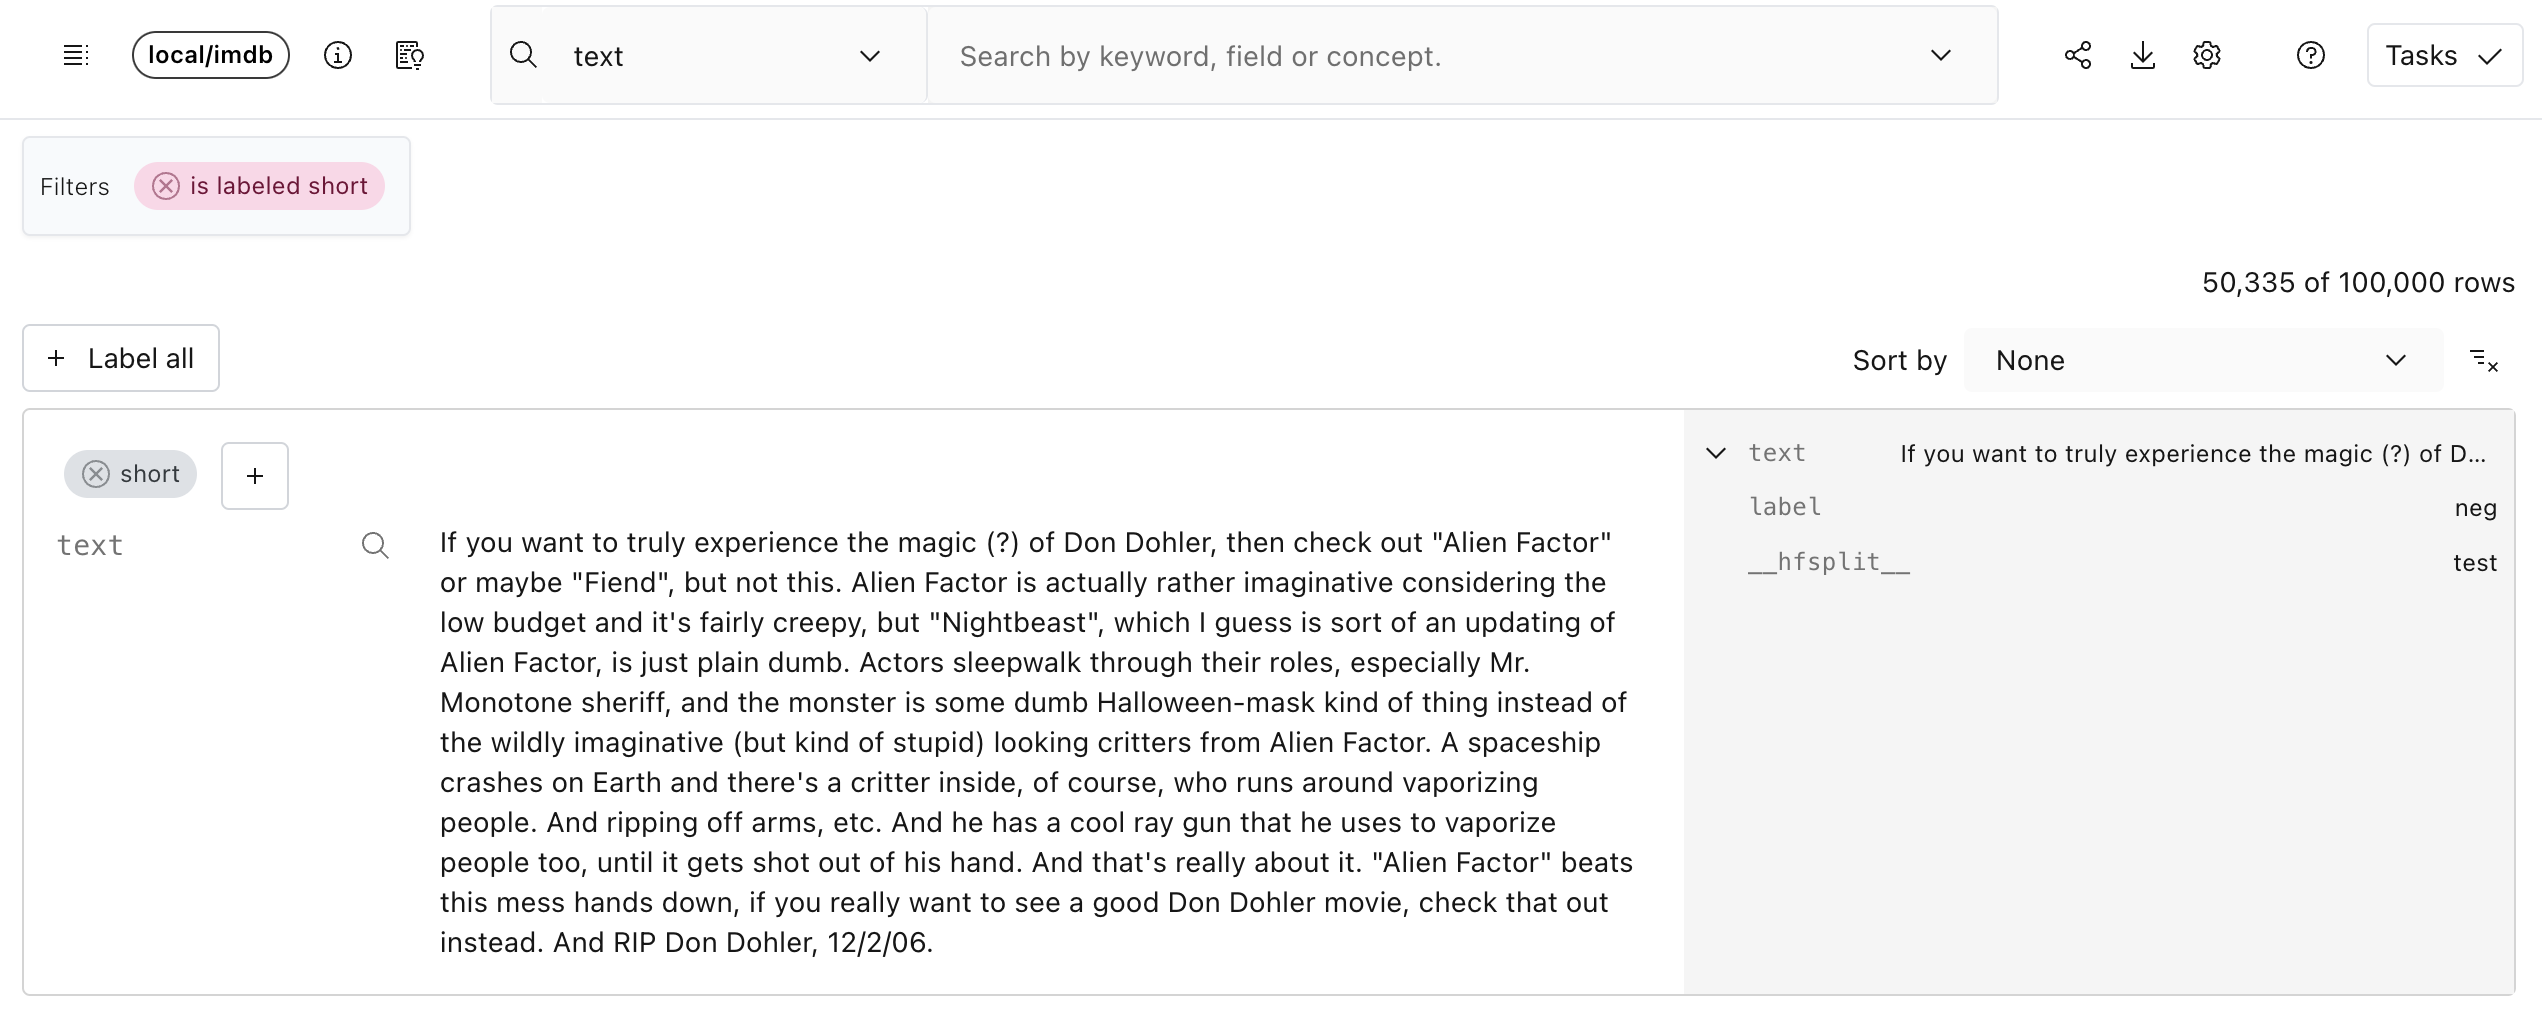 local/imdb
text
Search by keyword, field or concept.
Tasks
Filters
is labeled short
50,335 of 100,000 rows
+ Label all
Sort by
None
short
+
text
If you want to truly experience the magic (?) of Don Dohler, then check out "Alien Factor"
or maybe "Fiend", but not this. Alien Factor is actually rather imaginative considering the
low budget and it's fairly creepy, but "Nightbeast", which I guess is sort of an updating of
Alien Factor, is just plain dumb. Actors sleepwalk through their roles, especially Mr.
Monotone sheriff, and the monster is some dumb Halloween-mask kind of thing instead of
the wildly imaginative (but kind of stupid) looking critters from Alien Factor. A spaceship
crashes on Earth and there's a critter inside, of course, who runs around vaporizing
people. And ripping off arms, etc. And he has a cool ray gun that he uses to vaporize
people too, until it gets shot out of his hand. And that's really about it. "Alien Factor" beats
this mess hands down, if you really want to see a good Don Dohler movie, check that out
instead. And RIP Don Dohler, 12/2/06.
text If you want to truly experience the magic (?) of D...
label neg
__hfsplit__ test